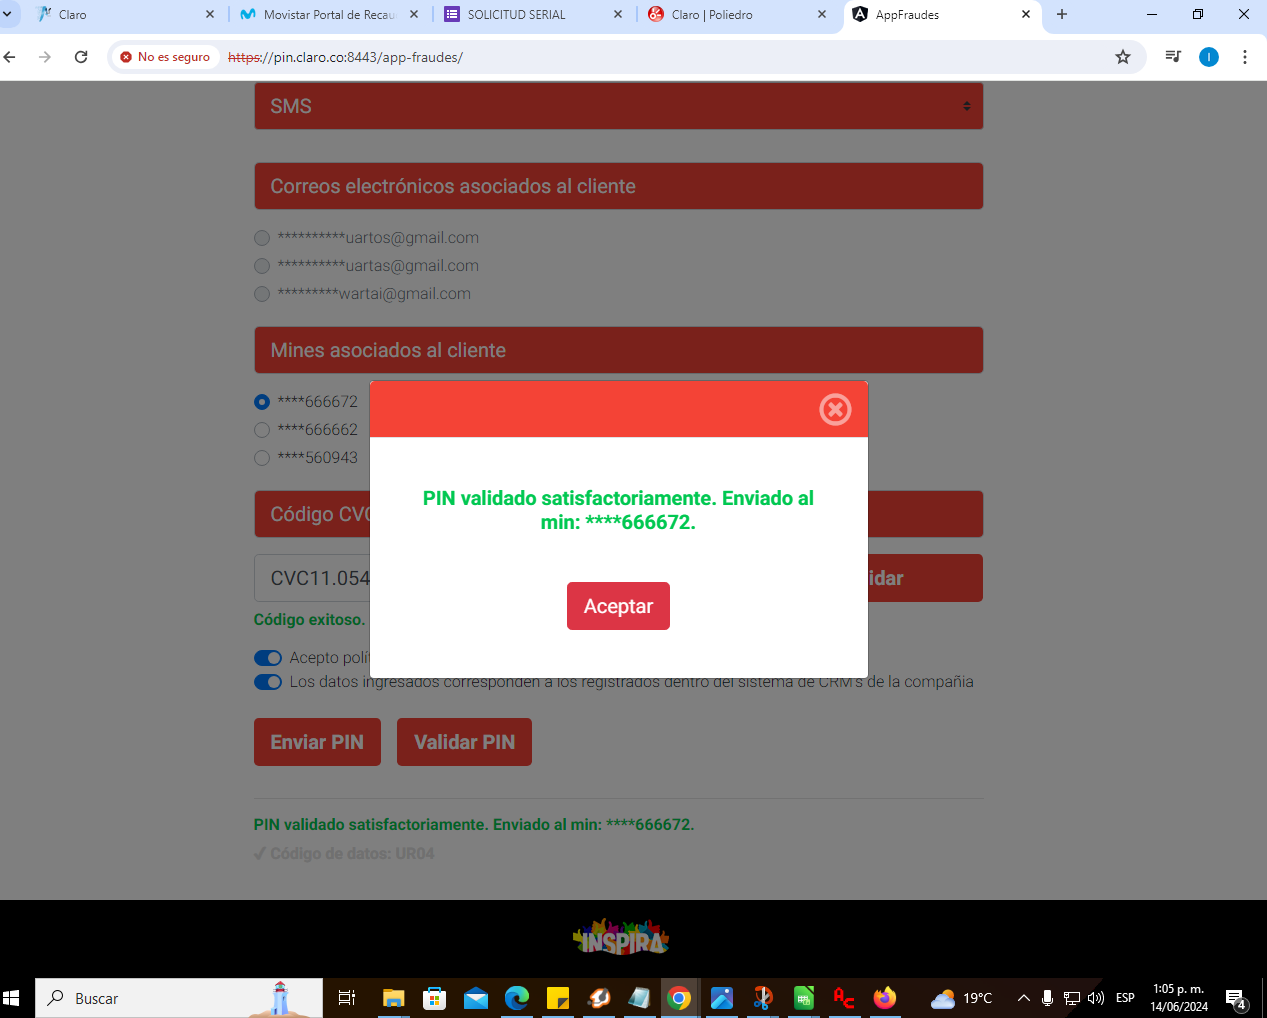 Claro
Movistar Portal de Recau
SOLICITUD SERIAL
Claro | Poliedro
AppFraudes
No es seguro
https://pin.claro.co:8443/app-fraudes/
SMS
Correos electrónicos asociados al cliente
**********uartos@gmail.com
**********uartas@gmail.com
*********wartai@gmail.com
Mines asociados al cliente
****666672
****666662
****560943
PIN validado satisfactoriamente. Enviado al
min: ****666672.
Aceptar
Código CVC
CVC11.054
idar
Código exitoso.
Acepto polít
Los datos ingresados corresponden a los registrados dentro del sistema de CRM's de la compañia
Enviar PIN
Validar PIN
PIN validado satisfactoriamente. Enviado al min: ****666672.
✔ Código de datos: UR04
INSPIRA
Buscar
19°C
ESP
1:05 p. m.
14/06/2024
4